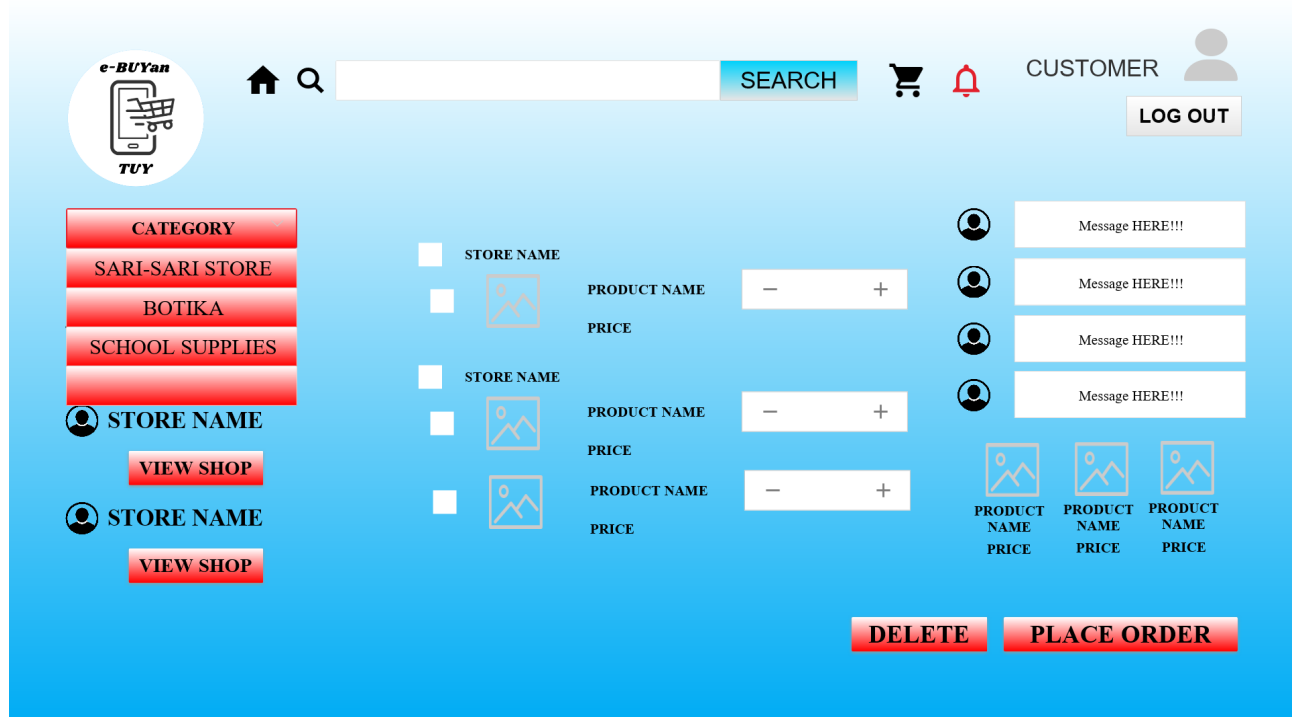 e-BUYan
TUY
SEARCH
CUSTOMER
LOG OUT
CATEGORY
SARI-SARI STORE
BOTIKA
SCHOOL SUPPLIES
STORE NAME
VIEW SHOP
STORE NAME
VIEW SHOP
STORE NAME
PRODUCT NAME
PRICE
STORE NAME
PRODUCT NAME
PRICE
PRODUCT NAME
PRICE
Message HERE!!!
Message HERE!!!
Message HERE!!!
Message HERE!!!
PRODUCT
NAME
PRICE
PRODUCT
NAME
PRICE
PRODUCT
NAME
PRICE
DELETE
PLACE ORDER